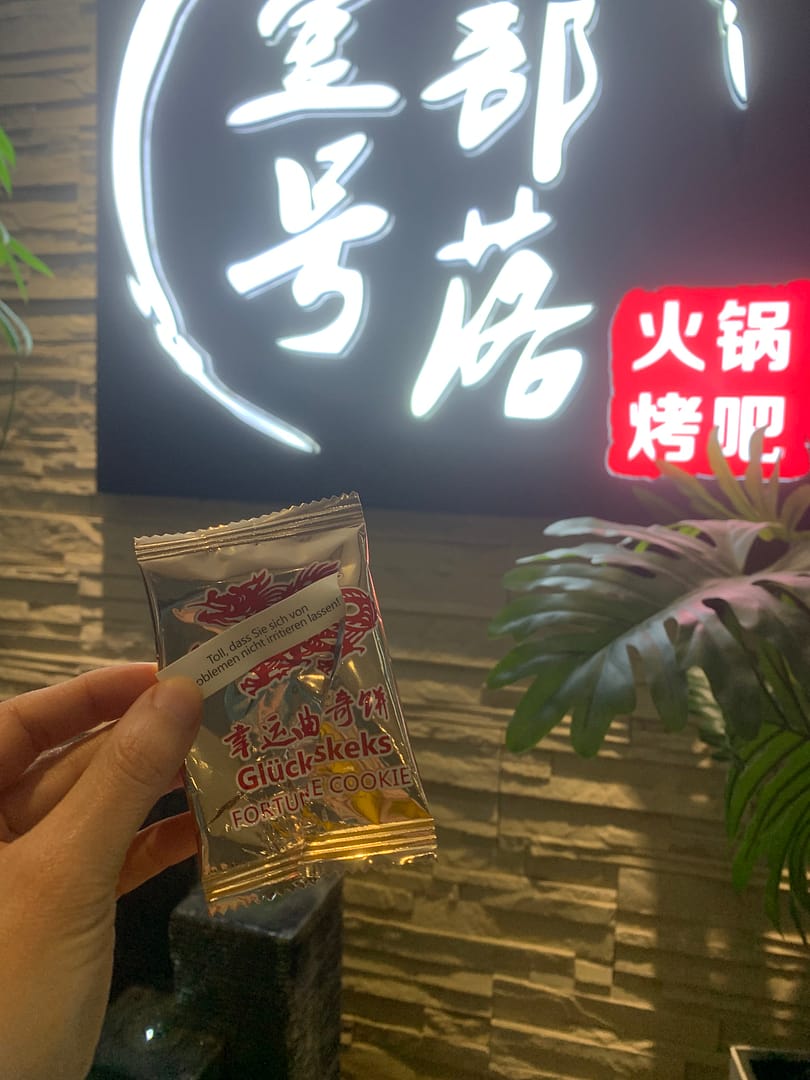 号
部落
火锅
烤吧
Toll, dass Sie sich von
oblemen nicht irritieren lassen!
幸运曲奇饼
Glückskeks
FORTUNE COOKIE